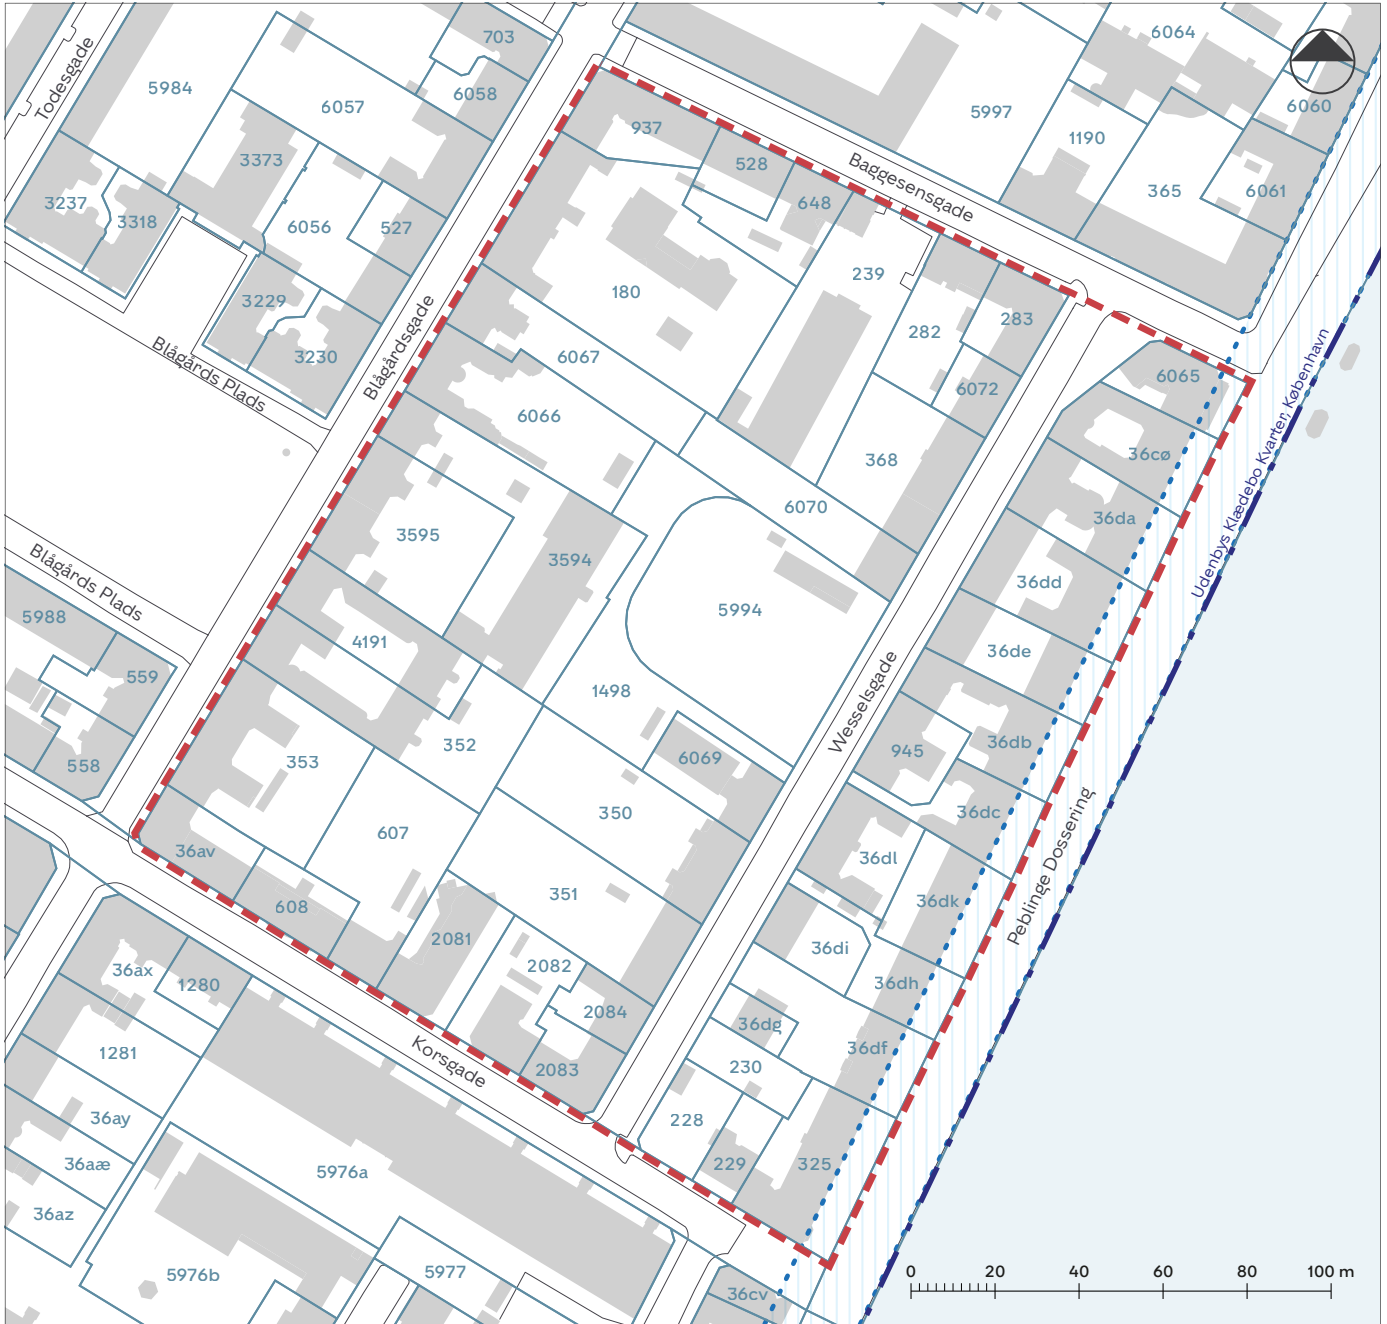 703
6064
Todesgade
5984
6057
6058
5997
6060
937
1190
3373
528
365
6061
3237
3318
6056
527
648
Baggesensgade
239
3229
180
282
283
3230
Blågårdsgade
6067
6072
6065
Blågårds Plads
6066
368
36cø
Udenbys Klædebo Kvarter, København
6070
36da
3595
3594
36dd
Blågårds Plads
5988
5994
4191
36de
559
1498
Wesselsgade
352
353
6069
945
36db
558
350
36dc
607
36av
36dl
351
608
36dk
Peblinge Dossering
2081
36di
36ax
1280
2082
36dh
2084
36dg
1281
Korsgade
2083
230
36df
36ay
228
36aæ
5976a
229
325
36az
5976b
5977
36cv
0 20 40 60 80 100 m